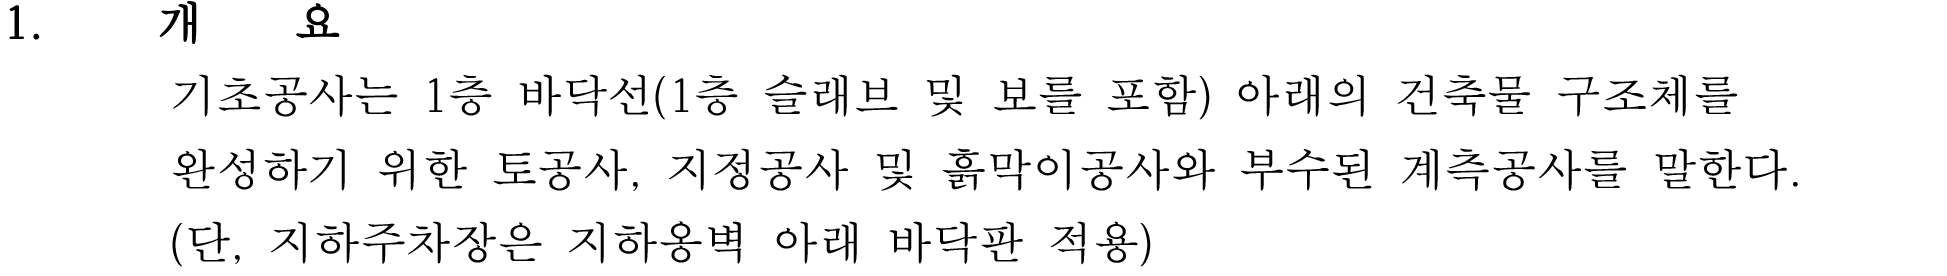 1. 개 요
기초공사는 1층 바닥선(1층 슬래브 및 보를 포함) 아래의 건축물 구조체를
완성하기 위한 토공사, 지정공사 및 흙막이공사와 부수된 계측공사를 말한다.
(단, 지하주차장은 지하옹벽 아래 바닥판 적용)